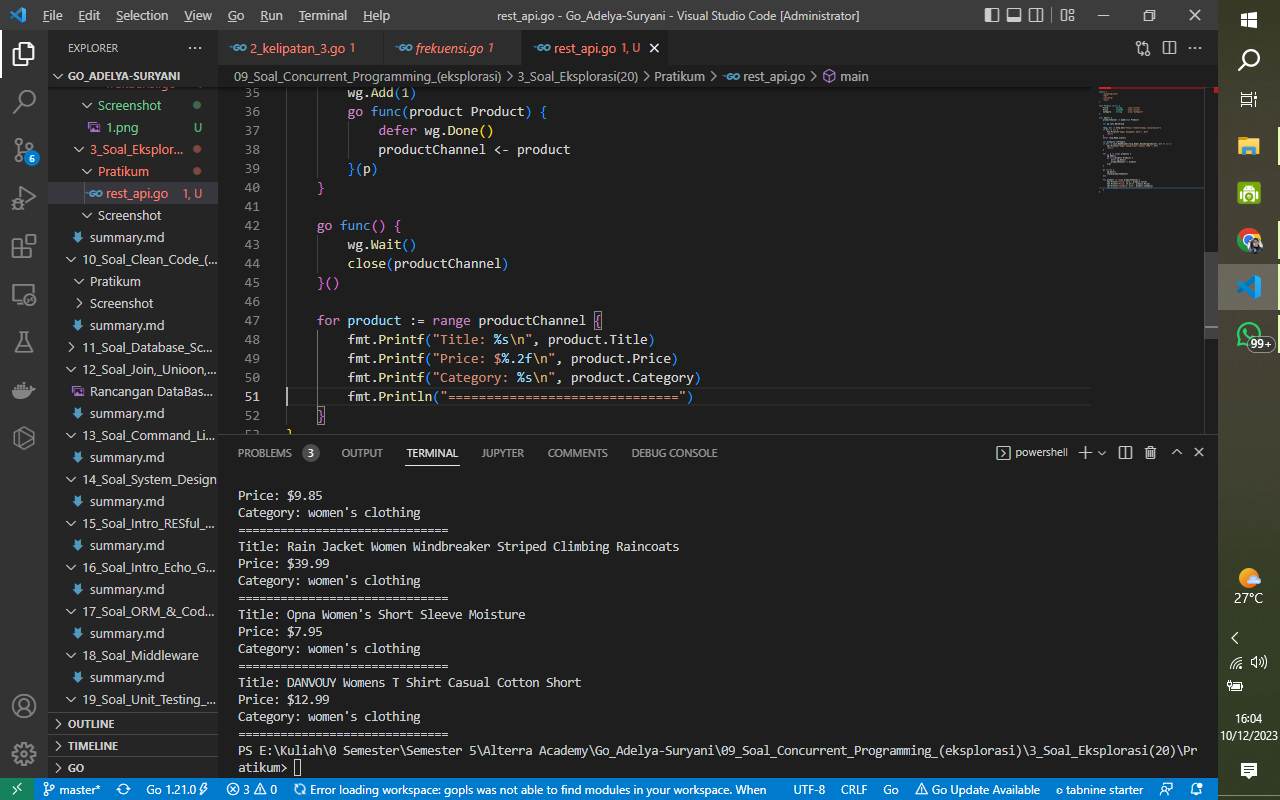 File Edit Selection View Go Run Terminal Help
rest_api.go - Go_Adelya-Suryani - Visual Studio Code [Administrator]
EXPLORER
2_kelipatan_3.go 1
frekuensi.go 1
rest_api.go 1, U
GO_ADELYA-SURYANI
09_Soal_Concurrent_Programming_(eksplorasi) > 3_Soal_Eksplorasi(20) > Pratikum > rest_api.go > main
Screenshot
1.png U
3_Soal_Eksplor...
Pratikum
rest_api.go 1, U
Screenshot
summary.md
10_Soal_Clean_Code_(...
Pratikum
Screenshot
summary.md
11_Soal_Database_Sc...
12_Soal_Join_Unioon,...
Rancangan DataBas...
summary.md
13_Soal_Command_Li...
summary.md
14_Soal_System_Design
summary.md
15_Soal_Intro_RESful_...
summary.md
16_Soal_Intro_Echo_G...
summary.md
17_Soal_ORM_&_Cod...
summary.md
18_Soal_Middleware
summary.md
19_Soal_Unit_Testing_...
OUTLINE
TIMELINE
GO
6
35 wg.Add(1)
36 go func(product Product) {
37 defer wg.Done()
38 productChannel <- product
39 }(p)
40 }
41
42 go func() {
43 wg.Wait()
44 close(productChannel)
45 }()
46
47 for product := range productChannel {
48 fmt.Printf("Title: %s\n", product.Title)
49 fmt.Printf("Price: $%.2f\n", product.Price)
50 fmt.Printf("Category: %s\n", product.Category)
51 fmt.Println("==============================")
52 }
53 }
PROBLEMS 3 OUTPUT TERMINAL JUPYTER COMMENTS DEBUG CONSOLE
powershell
Price: $9.85
Category: women's clothing
==============================
Title: Rain Jacket Women Windbreaker Striped Climbing Raincoats
Price: $39.99
Category: women's clothing
==============================
Title: Opna Women's Short Sleeve Moisture
Price: $7.95
Category: women's clothing
==============================
Title: DANVOUY Womens T Shirt Casual Cotton Short
Price: $12.99
Category: women's clothing
==============================
PS E:\Kuliah\0 Semester\Semester 5\Alterra Academy\Go_Adelya-Suryani\09_Soal_Concurrent_Programming_(eksplorasi)\3_Soal_Eksplorasi(20)\Pr
atikum>
master* Go 1.21.0 3 0 Error loading workspace: gopls was not able to find modules in your workspace. When UTF-8 CRLF Go Go Update Available tabnine starter
99+
27°C
16:04
10/12/2023